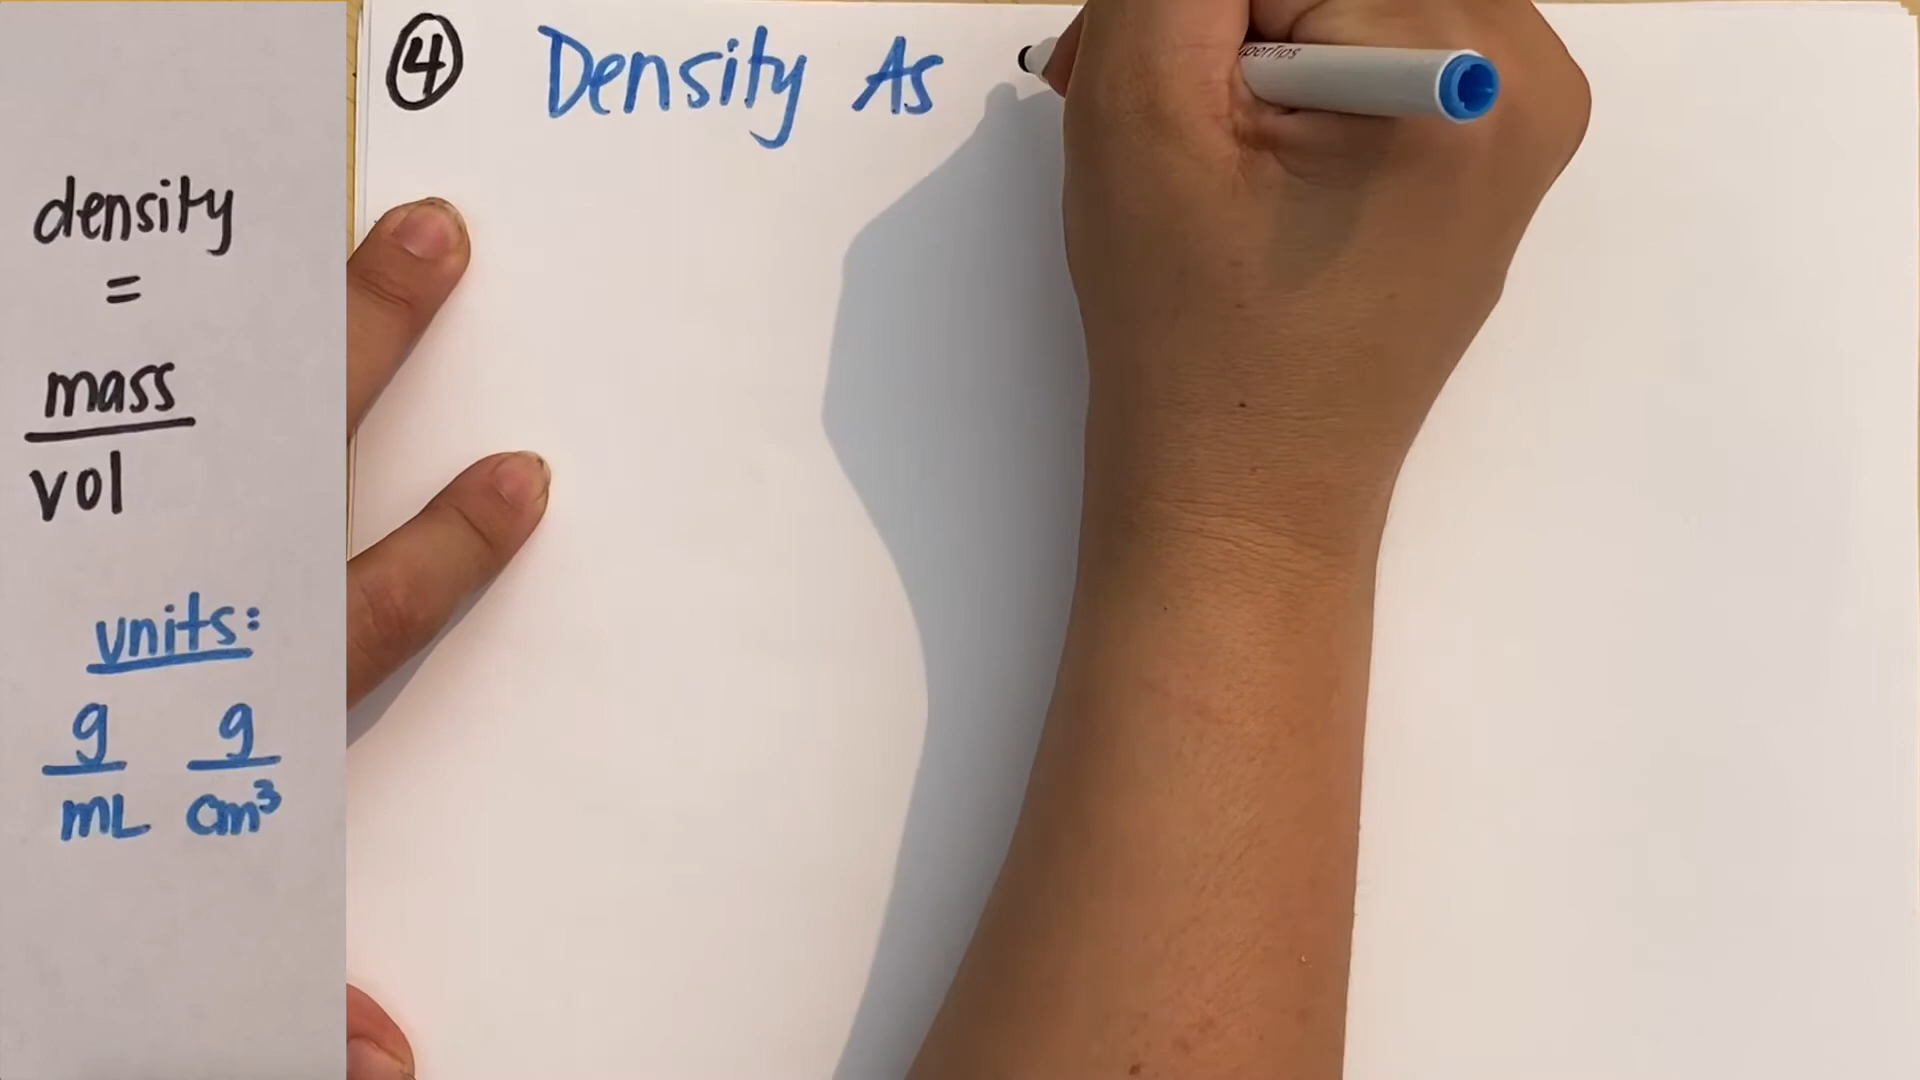 density
=
mass
vol
units:
g g
mL cm³
④ Density As